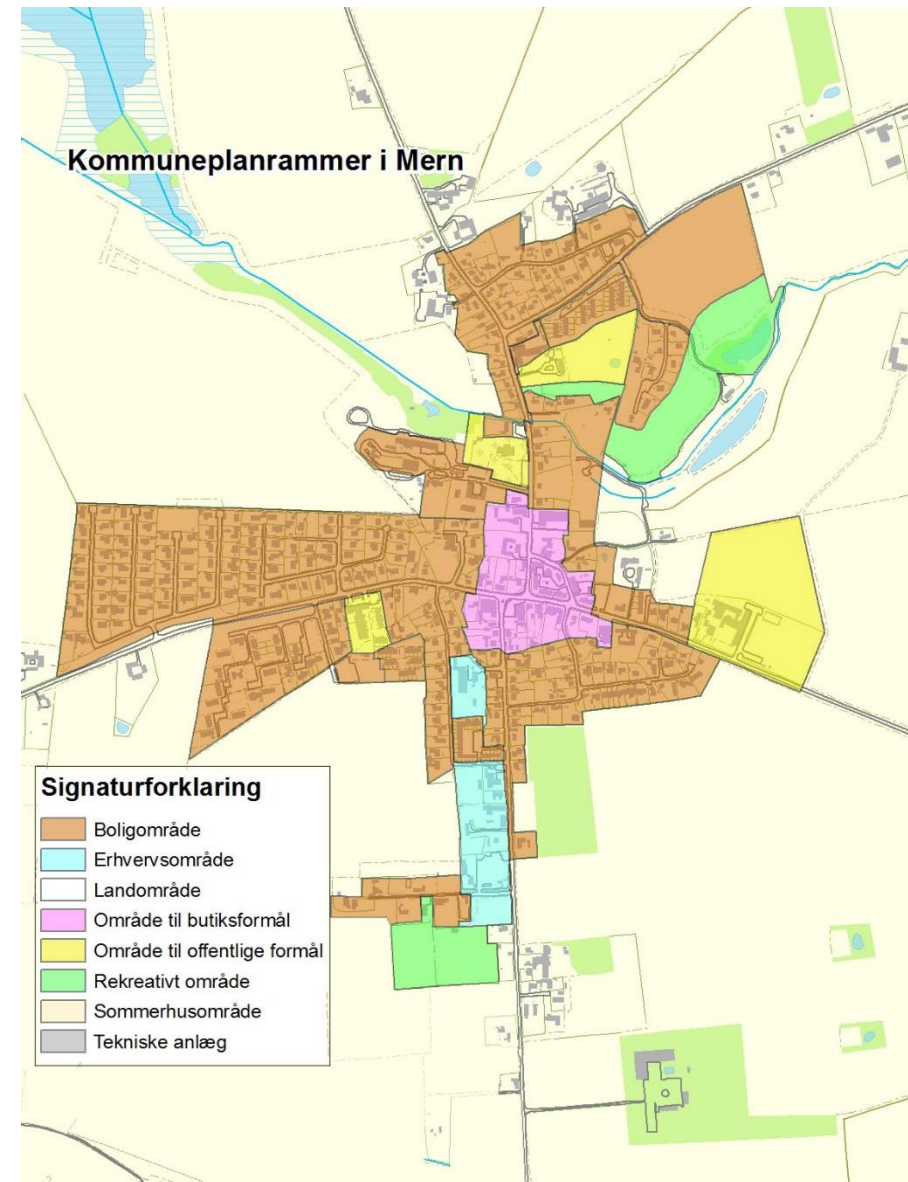 Kommuneplanrammer i Mern
Signaturforklaring
Boligområde
Erhvervsområde
Landområde
Område til butiksformål
Område til offentlige formål
Rekreativt område
Sommerhusområde
Tekniske anlæg